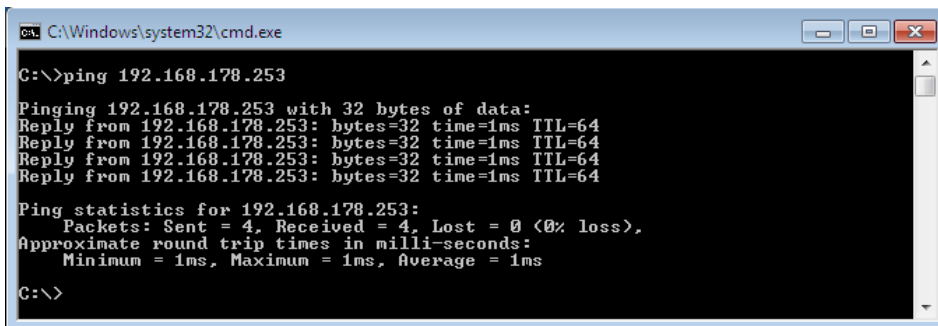 C:\Windows\system32\cmd.exe
C:\>ping 192.168.178.253
Pinging 192.168.178.253 with 32 bytes of data:
Reply from 192.168.178.253: bytes=32 time=1ms TTL=64
Reply from 192.168.178.253: bytes=32 time=1ms TTL=64
Reply from 192.168.178.253: bytes=32 time=1ms TTL=64
Reply from 192.168.178.253: bytes=32 time=1ms TTL=64
Ping statistics for 192.168.178.253:
Packets: Sent = 4, Received = 4, Lost = 0 (0% loss),
Approximate round trip times in milli-seconds:
Minimum = 1ms, Maximum = 1ms, Average = 1ms
C:\>